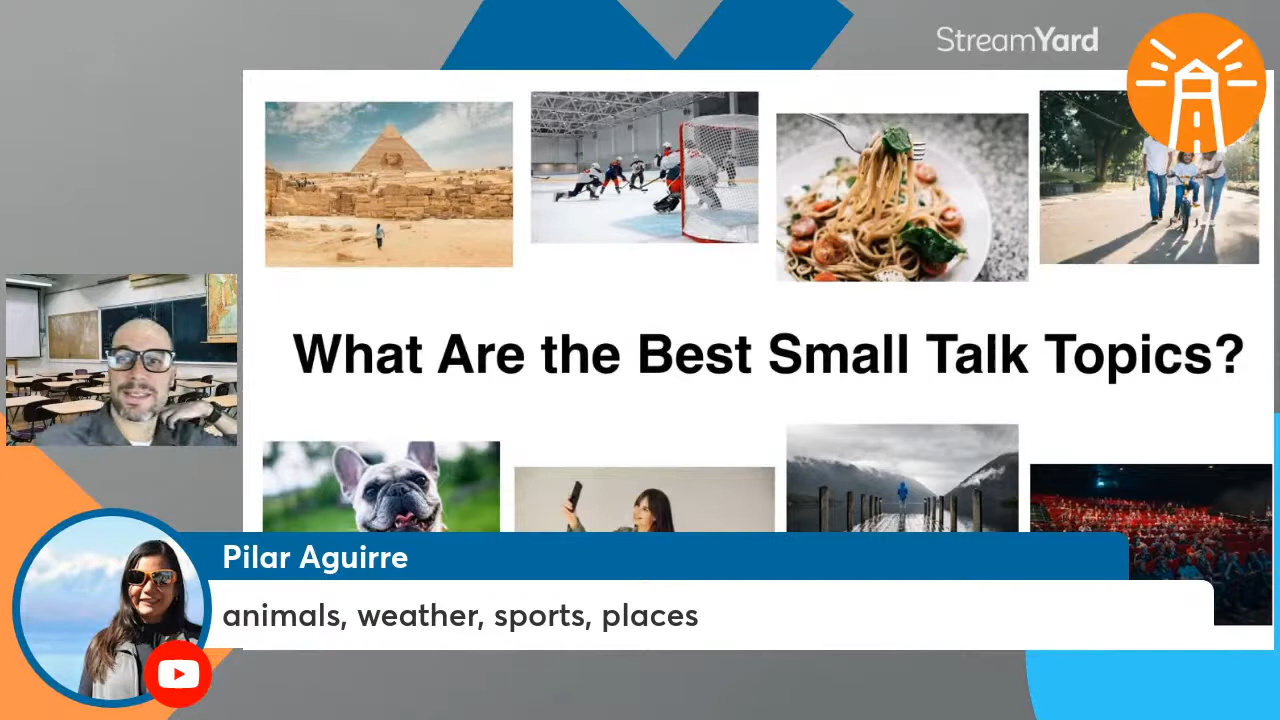 StreamYard
What Are the Best Small Talk Topics?
Pilar Aguirre
animals, weather, sports, places